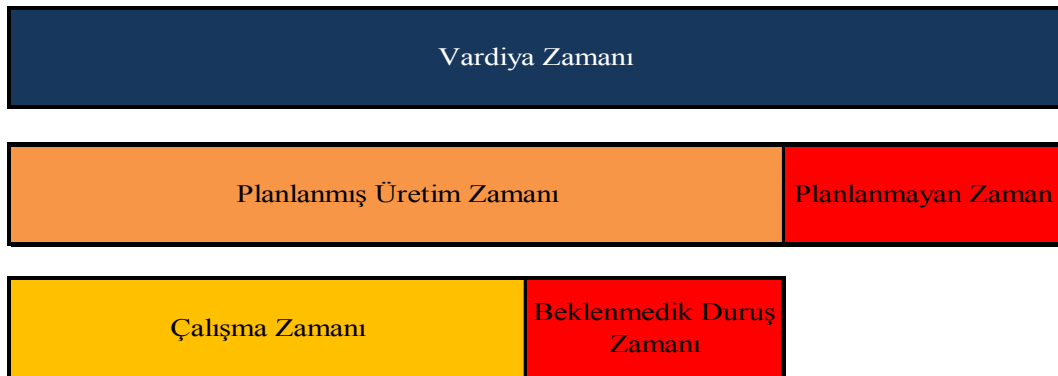 Vardiya Zamanı
Planlanmış Üretim Zamanı
Planlanmayan Zaman
Çalışma Zamanı
Beklenmedik Duruş
Zamanı